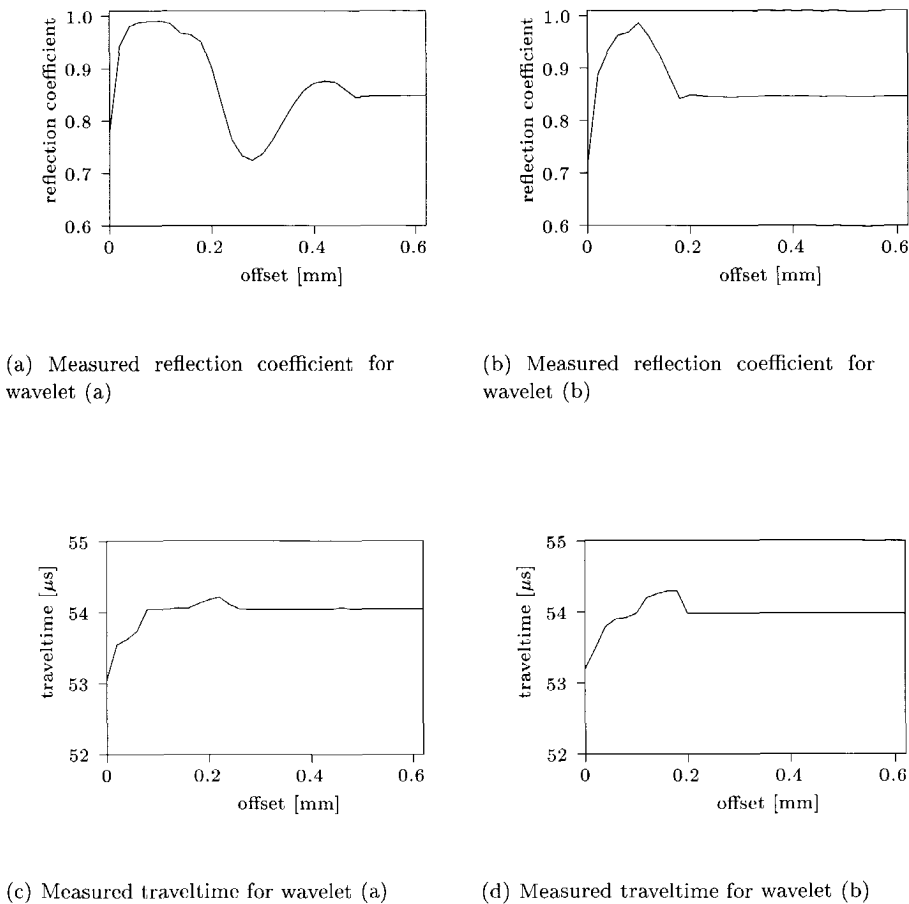 1.0
0.9
0.8
0.7
0.6
reflection coefficient
0 0.2 0.4 0.6
offset [mm]
1.0
0.9
0.8
0.7
0.6
reflection coefficient
0 0.2 0.4 0.6
offset [mm]
(a) Measured reflection coefficient for
wavelet (a)
(b) Measured reflection coefficient for
wavelet (b)
55
54
53
52
traveltime [μs]
0 0.2 0.4 0.6
offset [mm]
55
54
53
52
traveltime [μs]
0 0.2 0.4 0.6
offset [mm]
(c) Measured traveltime for wavelet (a)
(d) Measured traveltime for wavelet (b)